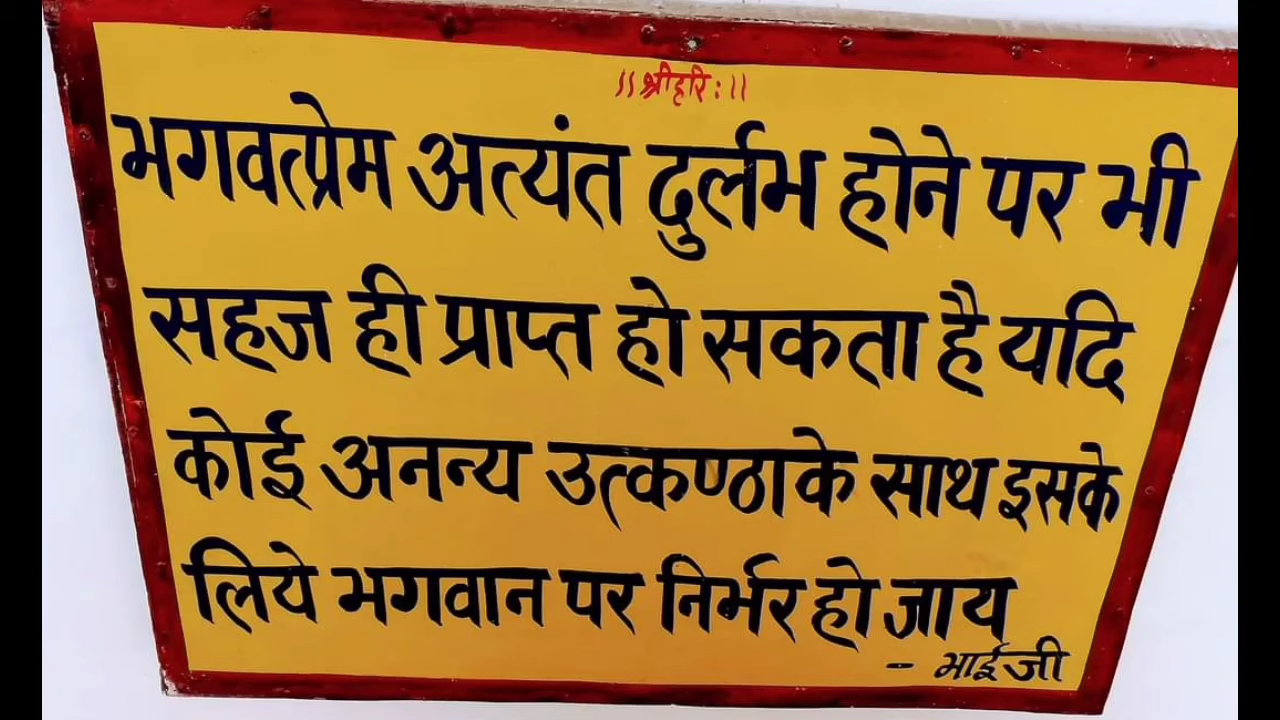 ।।श्रीहरि:।।
भगवत्प्रेम अत्यंत दुर्लभ होने पर भी
सहज ही प्राप्त हो सकता है यदि
कोई अनन्य उत्कण्ठाके साथ इसके
लिये भगवान पर निर्भर हो जाय
- भाईजी